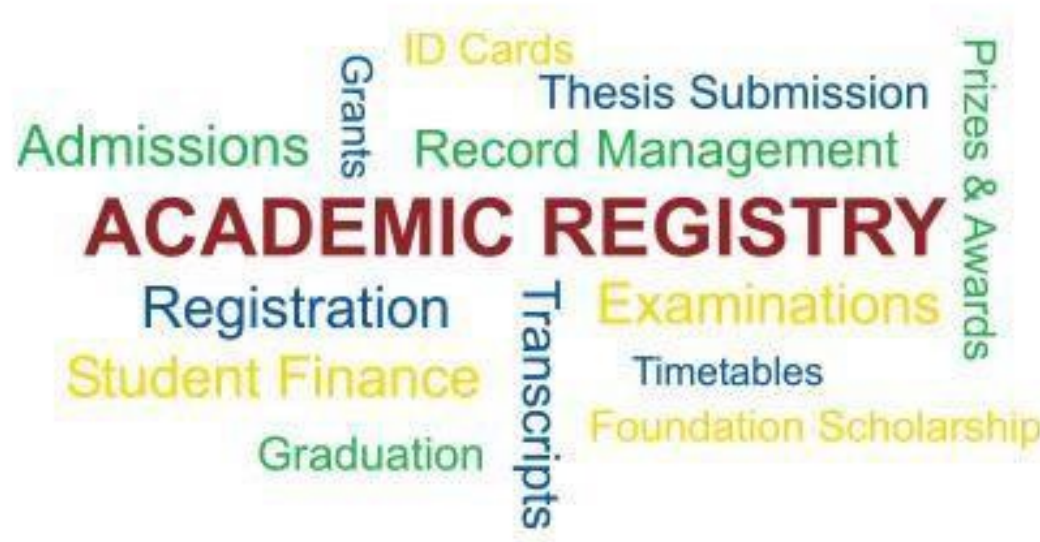 ID Cards
Grants
Thesis Submission
Prizes & Awards
Admissions
Record Management
ACADEMIC REGISTRY
Registration
Transcripts
Examinations
Student Finance
Timetables
Foundation Scholarship
Graduation